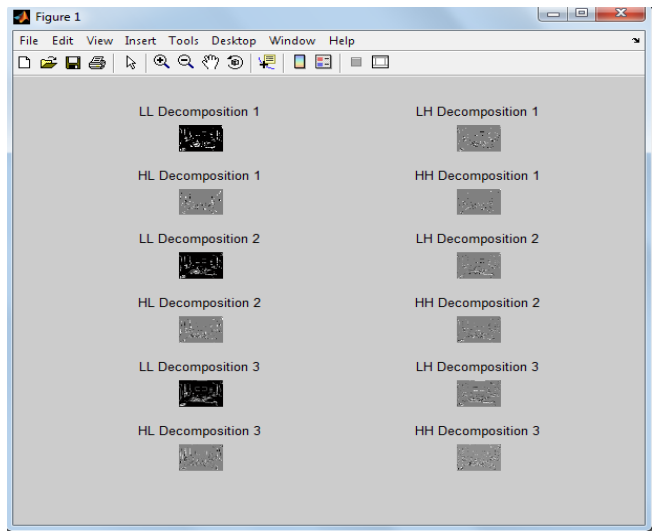 Figure 1
File Edit View Insert Tools Desktop Window Help
LL Decomposition 1 LH Decomposition 1
HL Decomposition 1 HH Decomposition 1
LL Decomposition 2 LH Decomposition 2
HL Decomposition 2 HH Decomposition 2
LL Decomposition 3 LH Decomposition 3
HL Decomposition 3 HH Decomposition 3